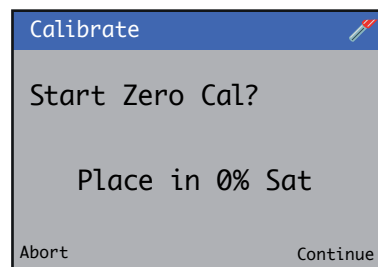 Calibrate
Start Zero Cal?
Place in 0% Sat
Abort Continue